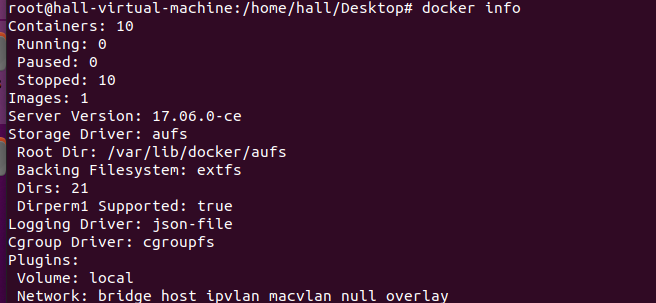 root@hall-virtual-machine:/home/hall/Desktop# docker info
Containers: 10
 Running: 0
 Paused: 0
 Stopped: 10
Images: 1
Server Version: 17.06.0-ce
Storage Driver: aufs
 Root Dir: /var/lib/docker/aufs
 Backing Filesystem: extfs
 Dirs: 21
 Dirperm1 Supported: true
Logging Driver: json-file
Cgroup Driver: cgroupfs
Plugins:
 Volume: local
 Network: bridge host ipvlan macvlan null overlay